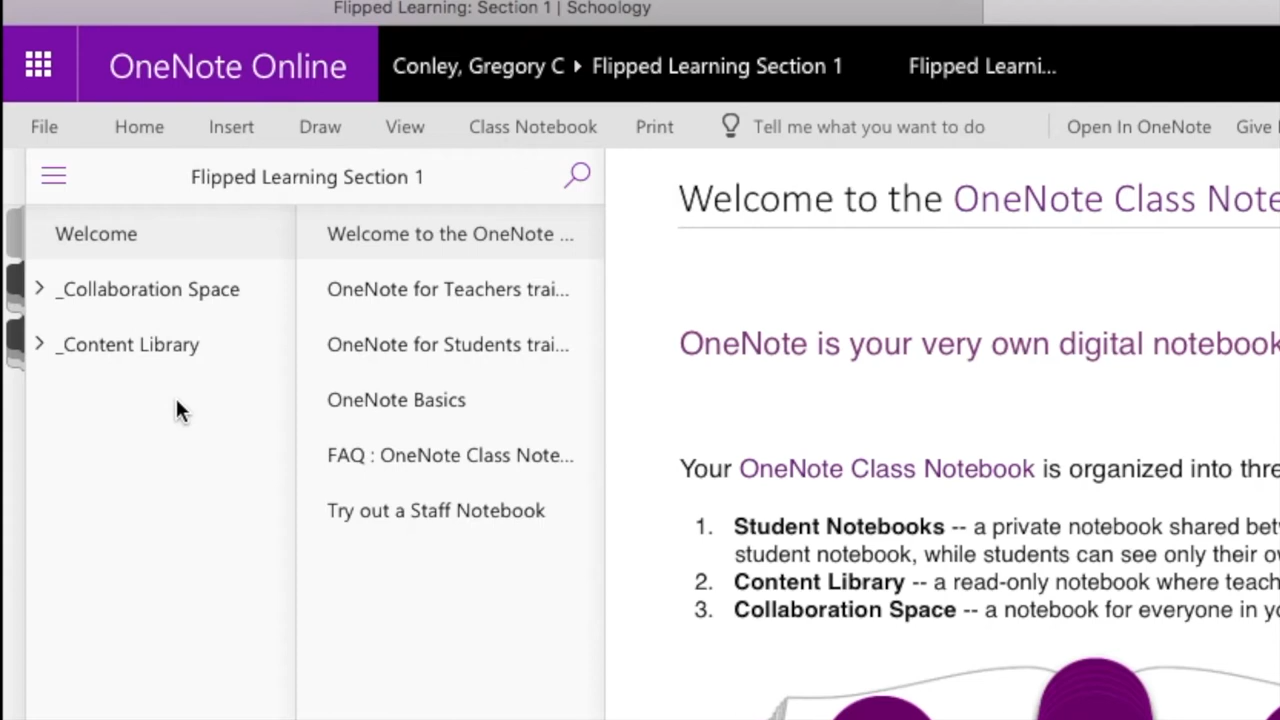 Flipped Learning: Section 1 | Schoology
OneNote Online
Conley, Gregory C ▸ Flipped Learning Section 1
Flipped Learni...
File Home Insert Draw View Class Notebook Print Tell me what you want to do Open In OneNote Give
Flipped Learning Section 1
Welcome
_Collaboration Space
_Content Library
Welcome to the OneNote ...
OneNote for Teachers trai...
OneNote for Students trai...
OneNote Basics
FAQ : OneNote Class Note...
Try out a Staff Notebook
Welcome to the OneNote Class Note
OneNote is your very own digital notebook
Your OneNote Class Notebook is organized into thre
1. Student Notebooks -- a private notebook shared bet
student notebook, while students can see only their o
2. Content Library -- a read-only notebook where teach
3. Collaboration Space -- a notebook for everyone in yo